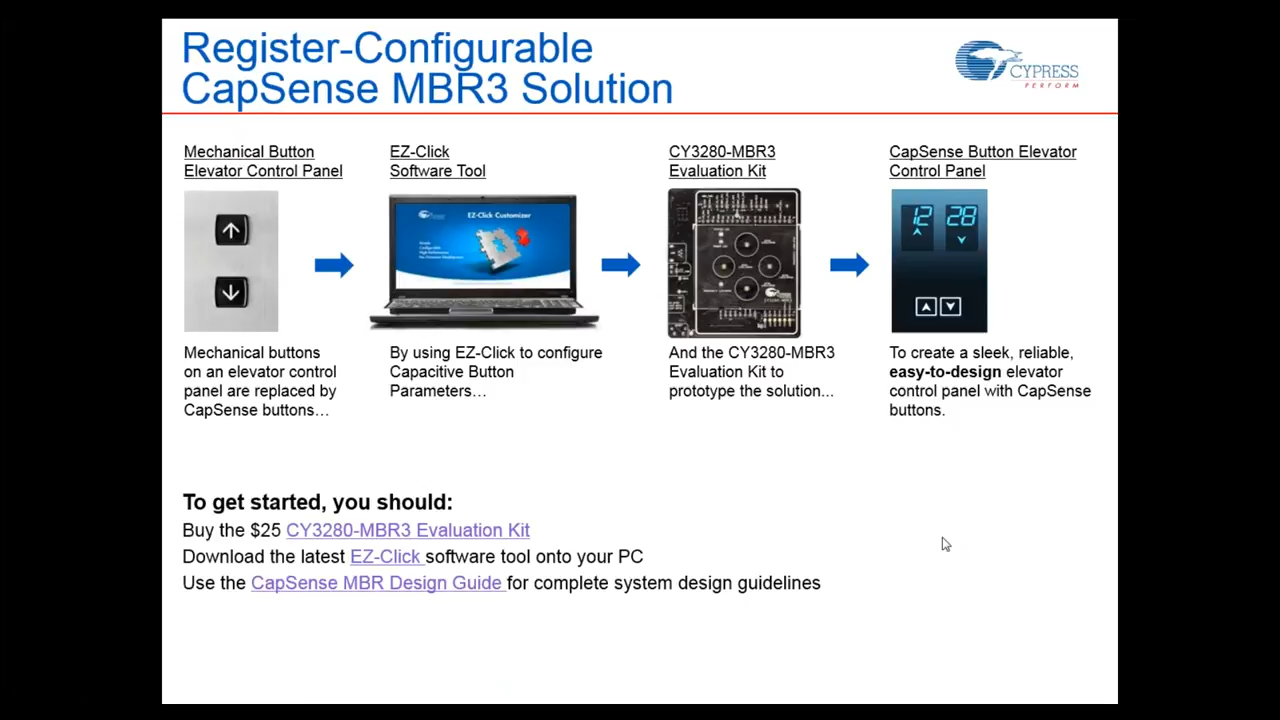 Register-Configurable
CapSense MBR3 Solution
CYPRESS
PERFORM
Mechanical Button
Elevator Control Panel
EZ-Click
Software Tool
CY3280-MBR3
Evaluation Kit
CapSense Button Elevator
Control Panel
EZ-Click Customizer
12 28
Mechanical buttons
on an elevator control
panel are replaced by
CapSense buttons…
By using EZ-Click to configure
Capacitive Button
Parameters…
And the CY3280-MBR3
Evaluation Kit to
prototype the solution...
To create a sleek, reliable,
easy-to-design elevator
control panel with CapSense
buttons.
To get started, you should:
Buy the $25 CY3280-MBR3 Evaluation Kit
Download the latest EZ-Click software tool onto your PC
Use the CapSense MBR Design Guide for complete system design guidelines